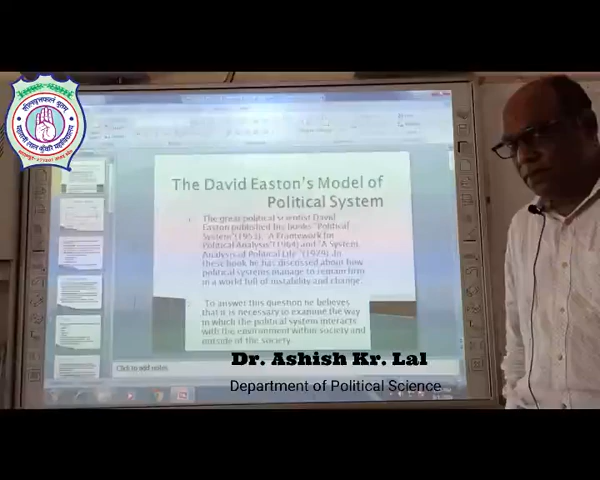 The David Easton's Model of
Political System
The great political scientist David
Easton published his books "Political
System"(1953), "A Framework for
Political Analysis"(1964) and "A System
Analysis of Political Life "(1979). In
these book he has discussed about how
political systems manage to remain firm
in a world full of instability and change.
To answer this question he believes
that it is necessary to examine the way
in which the political system interacts
with the environment within society and
outside of the society
Click to add notes
Dr. Ashish Kr. Lal
Department of Political Science